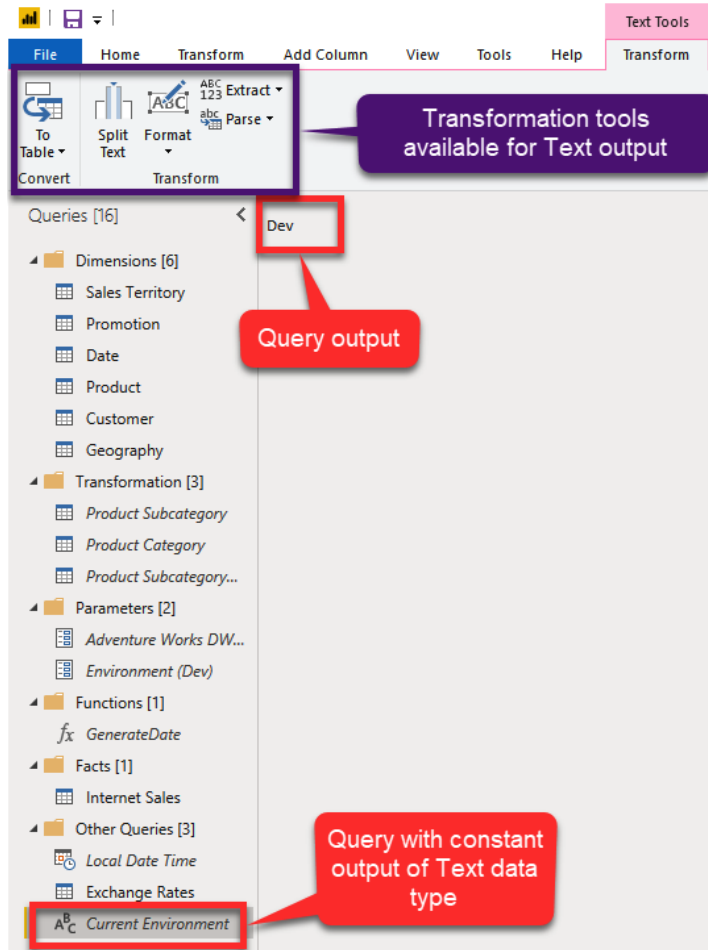 Text Tools
File Home Transform Add Column View Tools Help Transform
ABC
123 Extract
ABC
abc Parse
To
Table
Split
Text
Format
Convert
Transform
Transformation tools
available for Text output
Queries [16]
Dev
Query output
Dimensions [6]
Sales Territory
Promotion
Date
Product
Customer
Geography
Transformation [3]
Product Subcategory
Product Category
Product Subcategory...
Parameters [2]
Adventure Works DW...
Environment (Dev)
Functions [1]
fx GenerateDate
Facts [1]
Internet Sales
Other Queries [3]
Local Date Time
Exchange Rates
ABC Current Environment
Query with constant
output of Text data
type